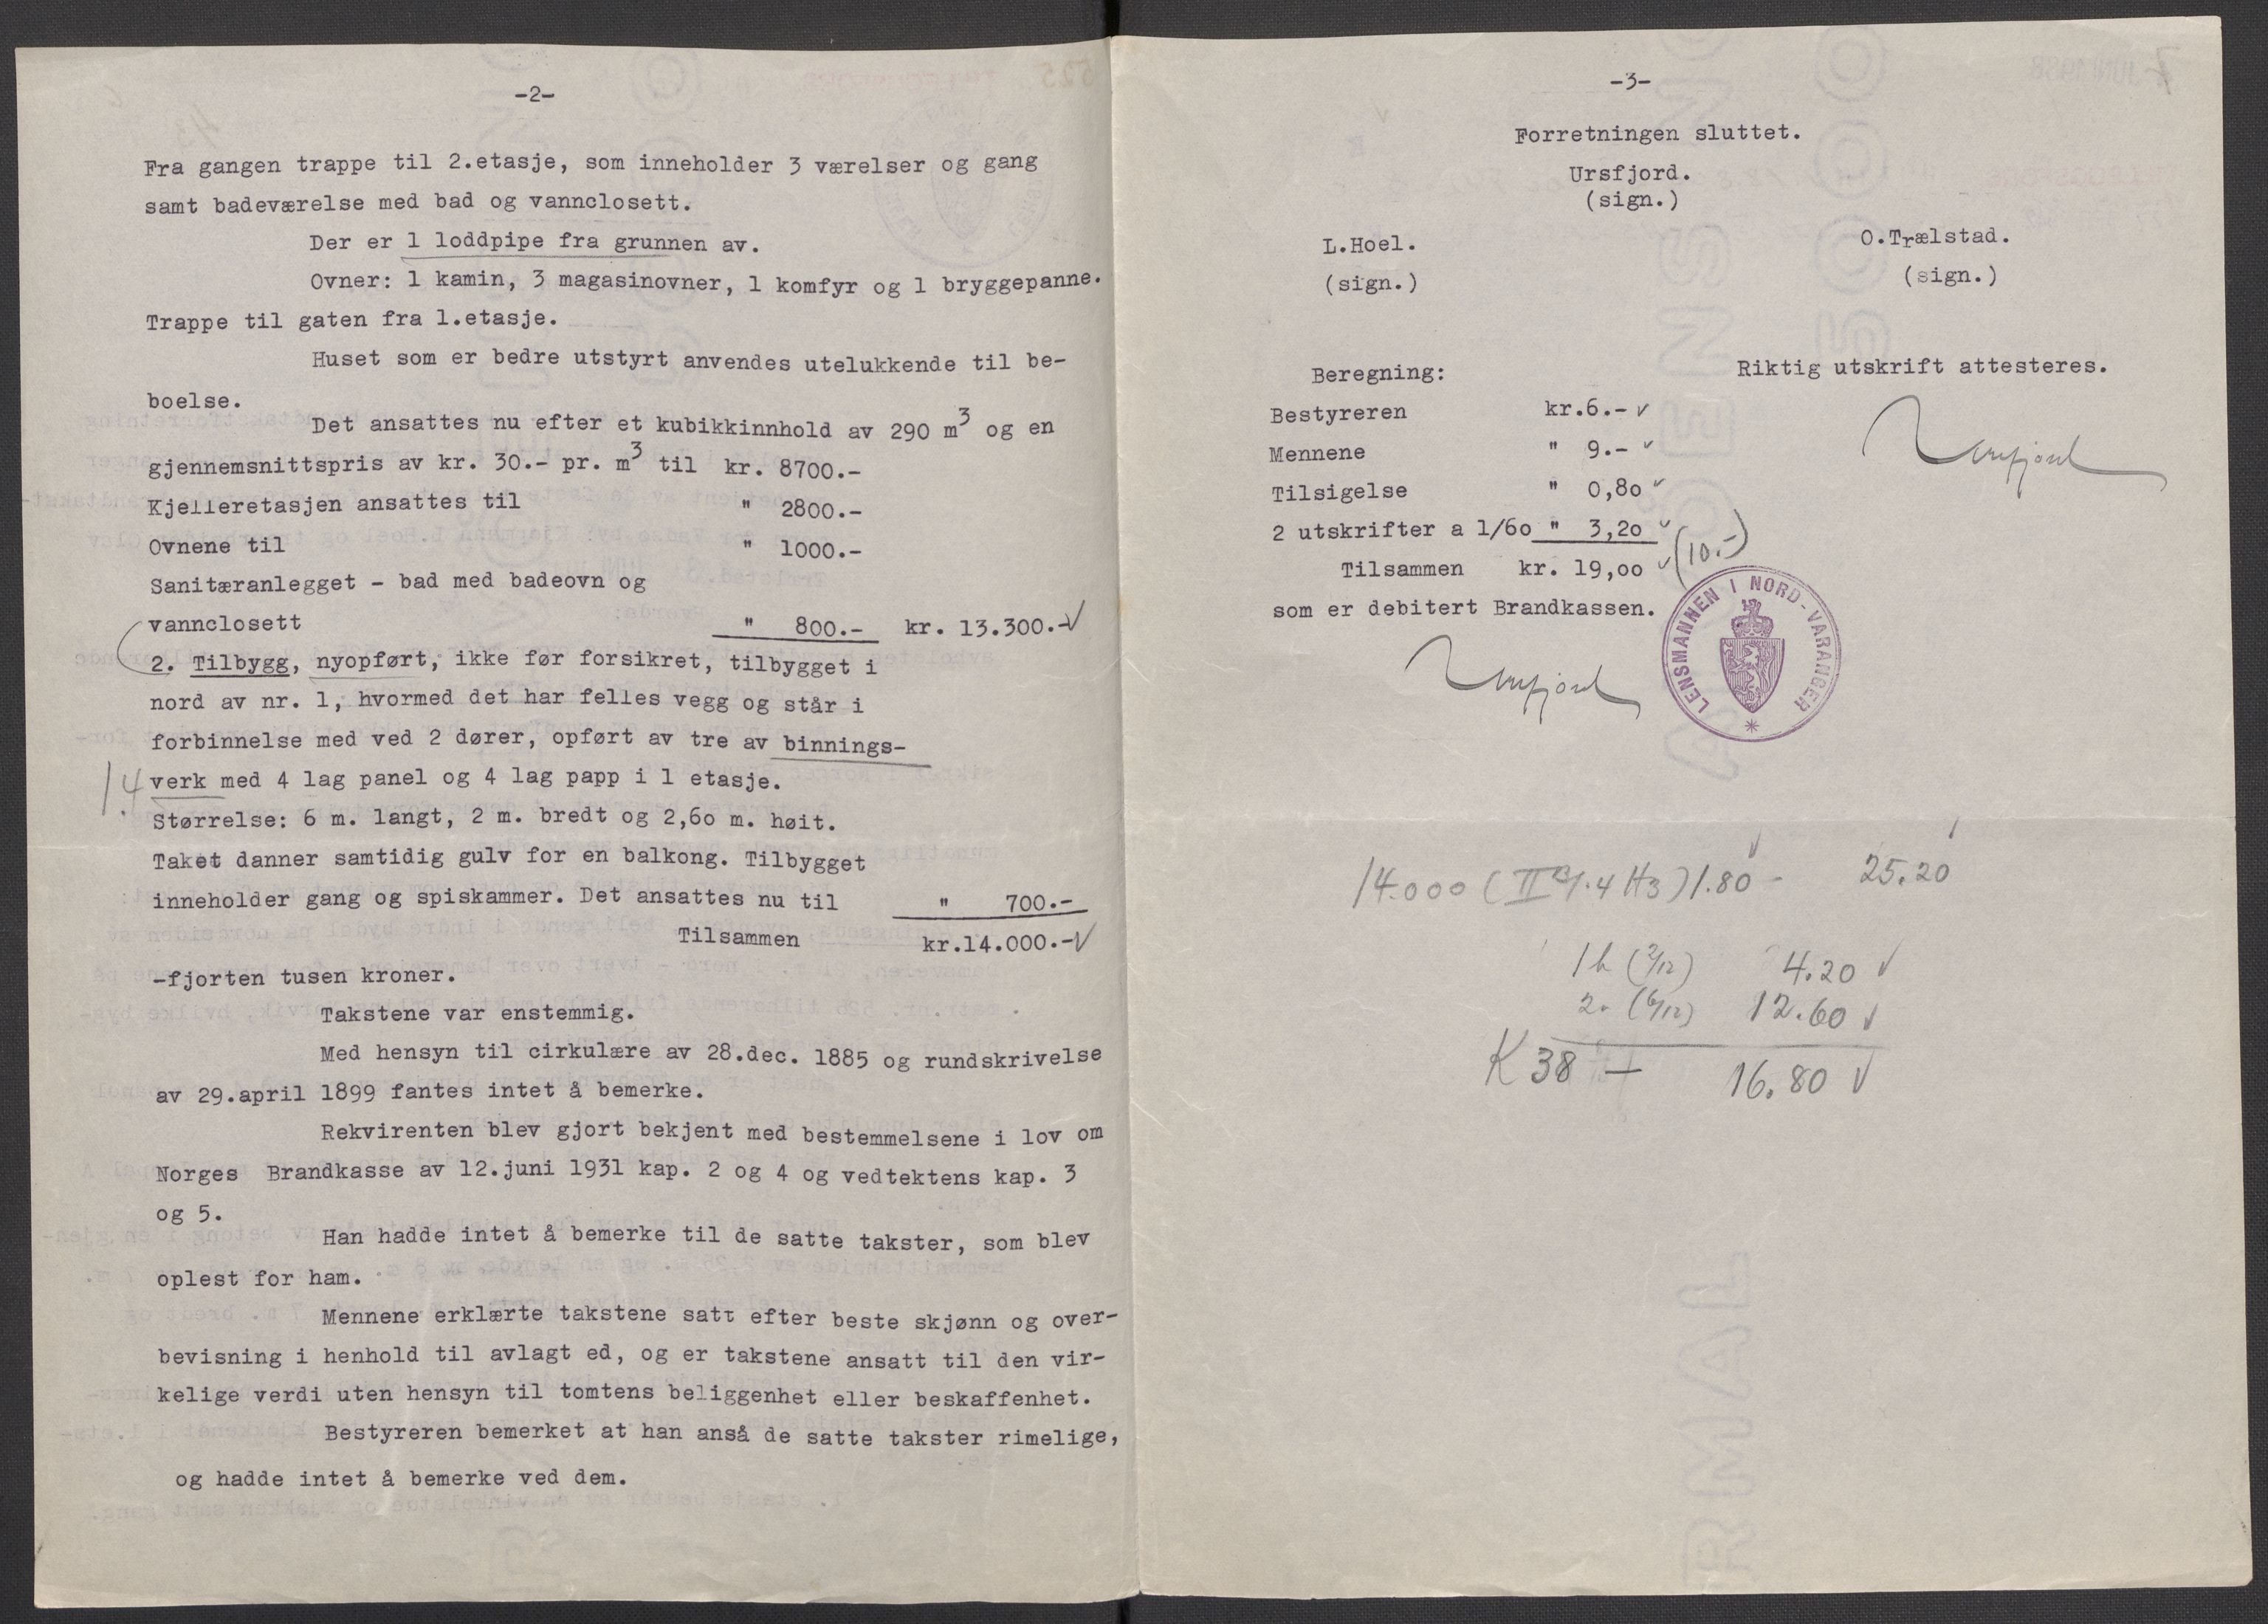 -2-
Fra gangen trappe til 2.etasje, som inneholder 3 værelser og gang
samt badeværelse med bad og vannclosett.
Der er 1 loddpipe fra grunnen av.
Ovner: 1 kamin, 3 magasinovner, 1 komfyr og 1 bryggepanne.
Trappe til gaten fra 1.etasje.
Huset som er bedre utstyrt anvendes utelukkende til be-
boelse.
Det ansattes nu efter et kubikkinnhold av 290 m3 og en
gjennemsnittspris av kr. 30.- pr. m3 til kr. 8700.-
Kjelleretasjen ansattes til " 2800.-
Ovnene til " 1000.-
Sanitæranlegget - bad med badeovn og
vannclosett " 800.- kr. 13.300.-√
2. Tilbygg, nyopført, ikke før forsikret, tilbygget i
nord av nr. 1, hvormed det har felles vegg og står i
forbinnelse med ved 2 dører, opført av tre av binnings-
1.4 verk med 4 lag panel og 4 lag papp i 1 etasje.
Størrelse: 6 m. langt, 2 m. bredt og 2,60 m. høit.
Taket danner samtidig gulv for en balkong. Tilbygget
inneholder gang og spiskammer. Det ansattes nu til " 700.-
Tilsammen kr.14.000.-√
-fjorten tusen kroner.
Takstene var enstemmig.
Med hensyn til cirkulære av 28.dec. 1885 og rundskrivelse
av 29.april 1899 fantes intet å bemerke.
Rekvirenten blev gjort bekjent med bestemmelsene i lov om
Norges Brandkasse av 12.juni 1931 kap. 2 og 4 og vedtektens kap. 3
og 5.
Han hadde intet å bemerke til de satte takster, som blev
oplest for ham.
Mennene erklærte takstene satt efter beste skjønn og over-
bevisning i henhold til avlagt ed, og er takstene ansatt til den vir-
kelige verdi uten hensyn til tomtens beliggenhet eller beskaffenhet.
Bestyreren bemerket at han anså de satte takster rimelige,
og hadde intet å bemerke ved dem.
-3-
Forretningen sluttet.
Ursfjord.
(sign.)
L.Hoel. O.Trælstad.
(sign.) (sign.)
Riktig utskrift attesteres.
Ursfjord
Beregning:
Bestyreren kr.6.- √
Mennene " 9.- √
Tilsigelse " 0,80 √
2 utskrifter a 1/60 " 3,20 √
Tilsammen kr. 19,00 √ (10.-)
som er debitert Brandkassen.
Ursfjord
LENSMANNEN I NORD-VARANGER
14.000 ( 1.4 H3 ) 1.80 - 25.20
1 h (2/12) 4.20 √
2. (6/12) 12.60 √
K 38 16.80 √